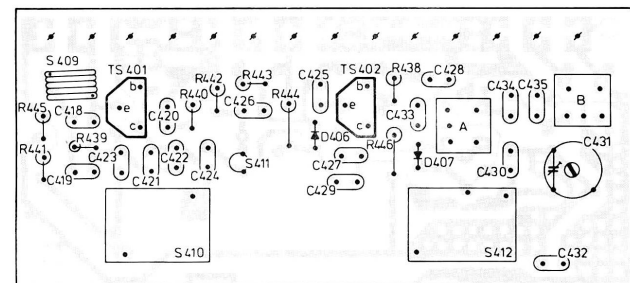 S409
TS401
b
e
c
R445
C418
R439
R441
C419
C423
C421
C422
C420
R440
R442
R443
C426
R444
C424
S411
S410
C425
D406
TS402
b
e
c
C427
C429
R438
C428
C433
R446
D407
A
C434
C435
B
C430
C431
S412
C432